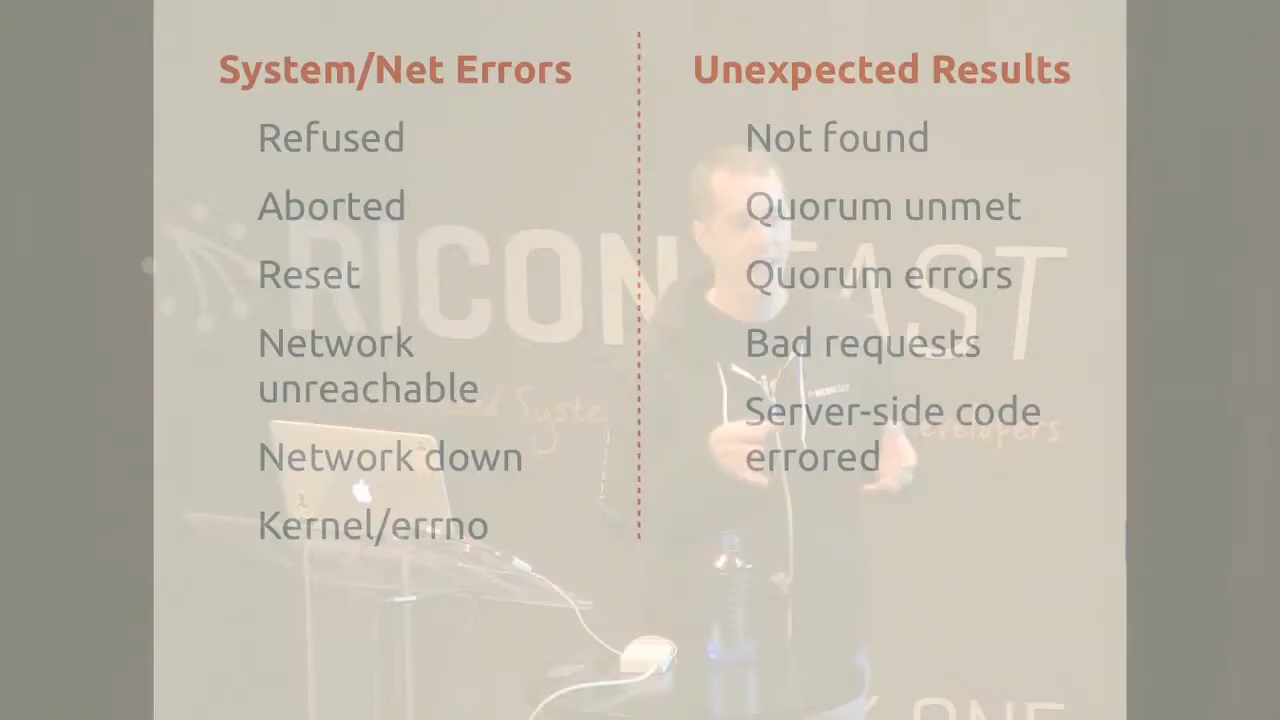 System/Net Errors
Refused
Aborted
Reset
Network
unreachable
Network down
Kernel/errno
Unexpected Results
Not found
Quorum unmet
Quorum errors
Bad requests
Server-side code
errored
RICON EAST